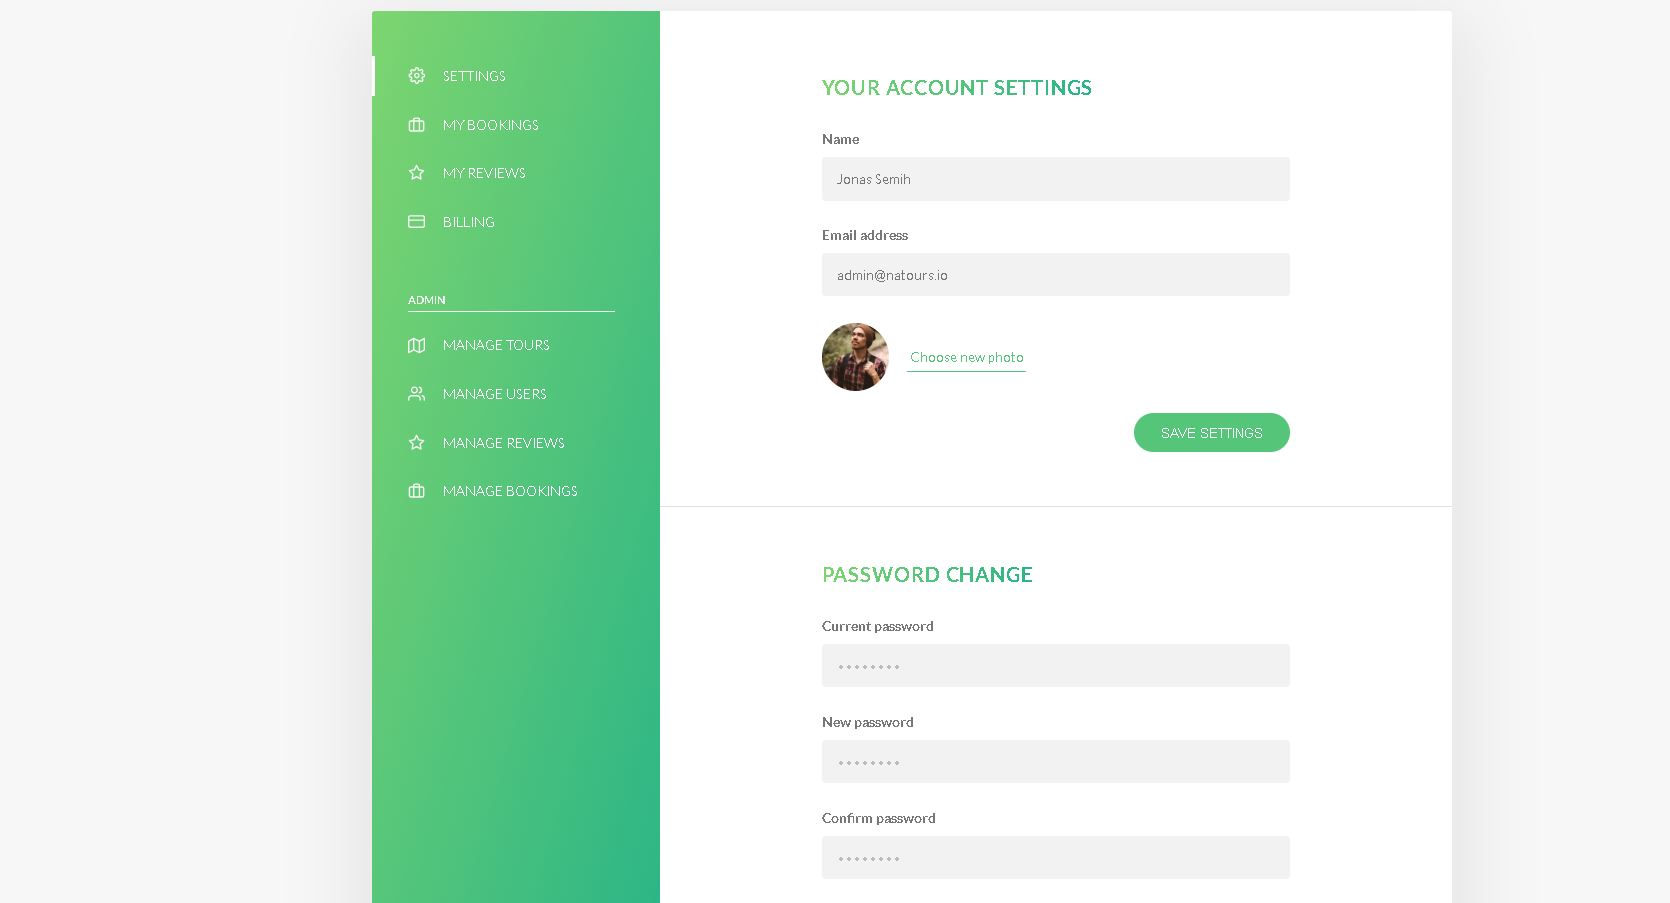 SETTINGS
MY BOOKINGS
MY REVIEWS
BILLING
ADMIN
MANAGE TOURS
MANAGE USERS
MANAGE REVIEWS
MANAGE BOOKINGS
YOUR ACCOUNT SETTINGS
Name
Jonas Semih
Email address
admin@natours.io
Choose new photo
SAVE SETTINGS
PASSWORD CHANGE
Current password
••••••••
New password
••••••••
Confirm password
••••••••